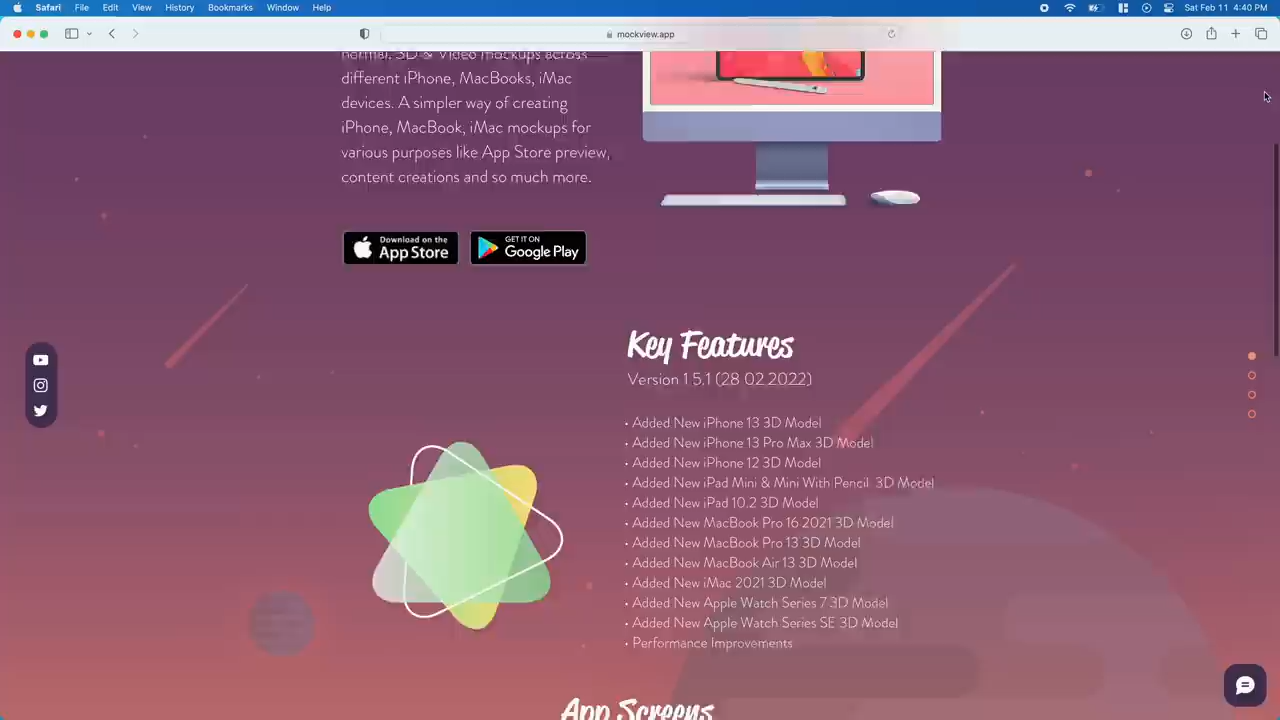 Safari File Edit View History Bookmarks Window Help Sat Feb 11 4:40 PM
mockview.app
normal, 3D & Video mockups across
different iPhone, MacBooks, iMac
devices. A simpler way of creating
iPhone, MacBook, iMac mockups for
various purposes like App Store preview,
content creations and so much more.
Download on the
App Store
GET IT ON
Google Play
Key Features
Version 1.5.1 (28.02.2022)
• Added New iPhone 13 3D Model
• Added New iPhone 13 Pro Max 3D Model
• Added New iPhone 12 3D Model
• Added New iPad Mini & Mini With Pencil 3D Model
• Added New iPad 10.2 3D Model
• Added New MacBook Pro 16 2021 3D Model
• Added New MacBook Pro 13 3D Model
• Added New MacBook Air 13 3D Model
• Added New iMac 2021 3D Model
• Added New Apple Watch Series 7 3D Model
• Added New Apple Watch Series SE 3D Model
• Performance Improvements
App Screens